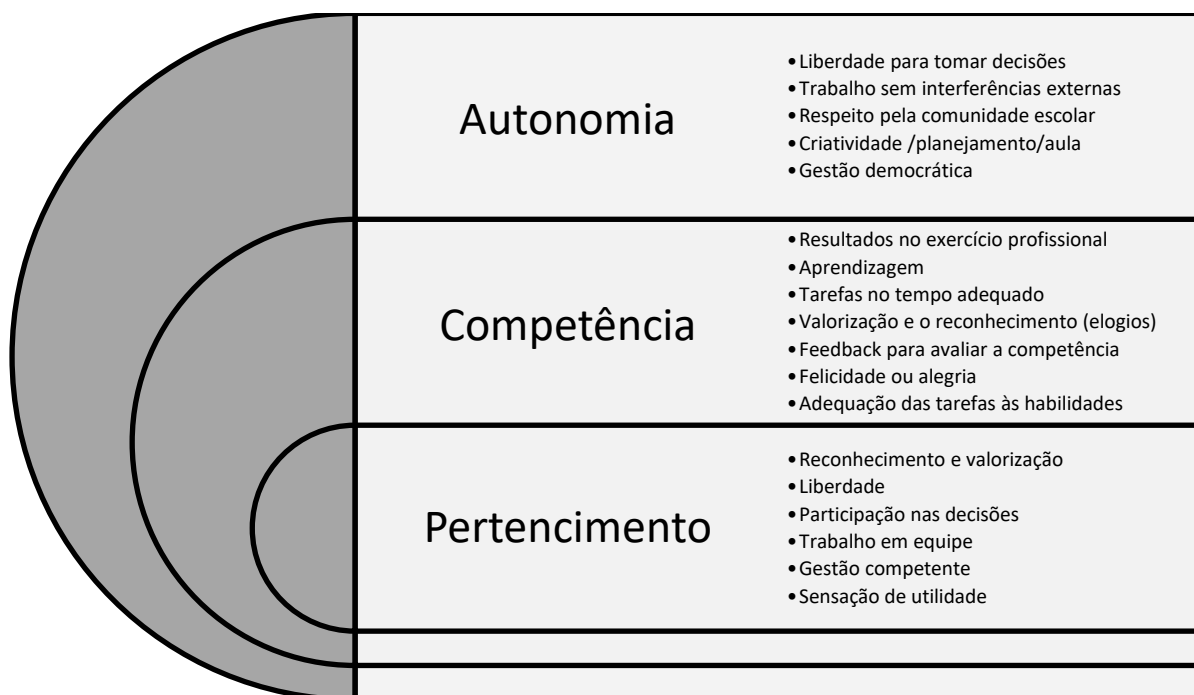 Autonomia
•Liberdade para tomar decisões
•Trabalho sem interferências externas
•Respeito pela comunidade escolar
•Criatividade /planejamento/aula
•Gestão democrática
Competência
•Resultados no exercício profissional
•Aprendizagem
•Tarefas no tempo adequado
•Valorização e o reconhecimento (elogios)
•Feedback para avaliar a competência
•Felicidade ou alegria
•Adequação das tarefas às habilidades
Pertencimento
•Reconhecimento e valorização
•Liberdade
•Participação nas decisões
•Trabalho em equipe
•Gestão competente
•Sensação de utilidade